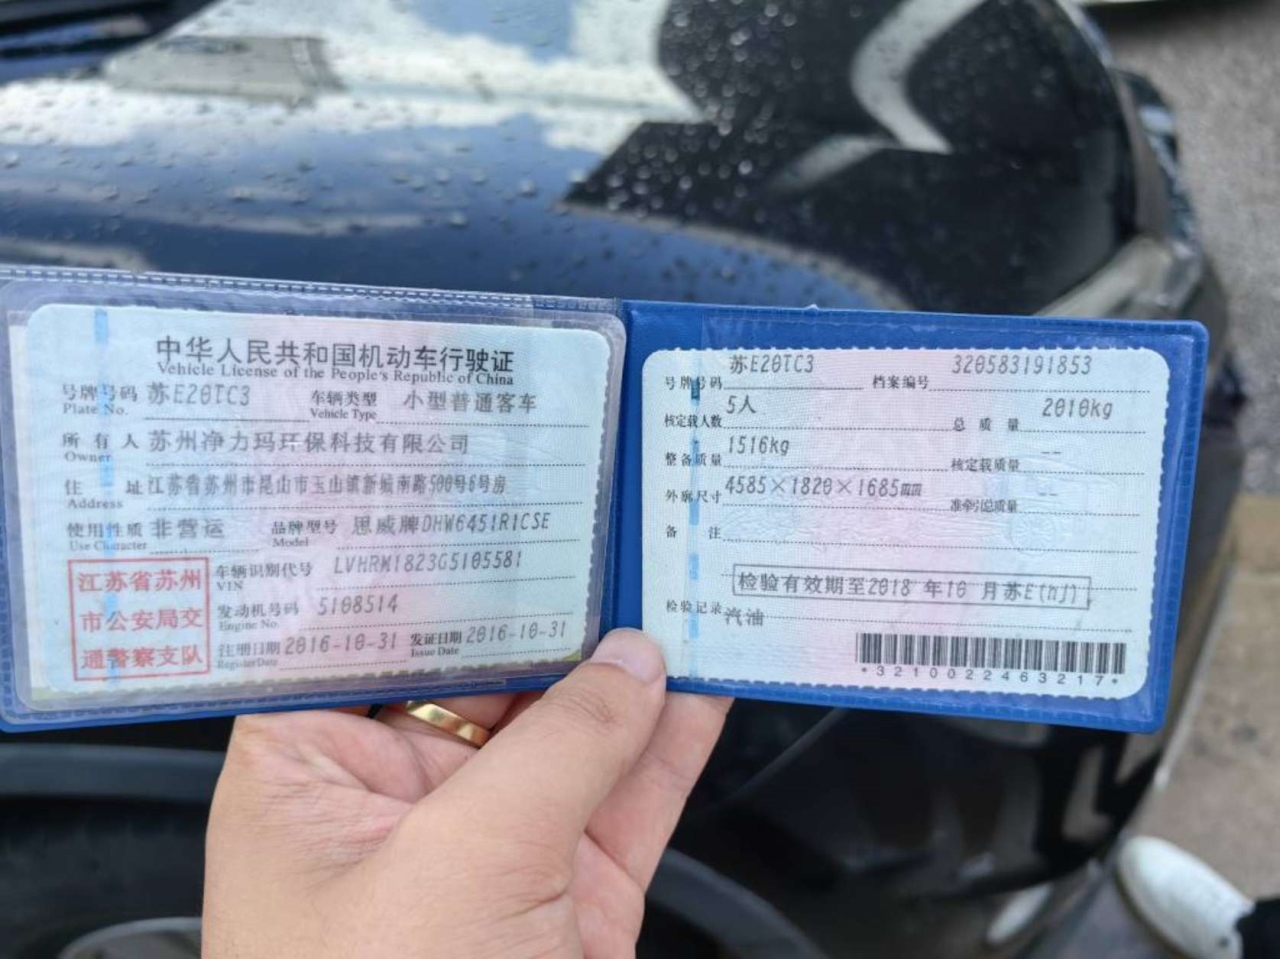 中华人民共和国机动车行驶证
Vehicle License of the People's Republic of China
号牌号码 苏E20TC3 车辆类型 小型普通客车
Plate No. Vehicle Type
所有人 苏州净力玛环保科技有限公司
Owner
住址 江苏省苏州市昆山市玉山镇新城南路500号6号房
Address
使用性质 非营运 品牌型号 思威牌DHW6451R1CSE
Use Character Model
江苏省苏州
市公安局交
通警察支队
车辆识别代号 LVHRM1823G5105581
VIN
发动机号码 5108514
Engine No.
注册日期 2016-10-31 发证日期 2016-10-31
Register Date Issue Date
号牌号码 苏E20TC3 档案编号 320583191853
核定载人数 5人 总质量 2010kg
整备质量 1516kg 核定载质量 --
外廓尺寸 4585×1820×1685mm 准牵引总质量 --
备注
检验有效期至2018年10月苏E(NJ)
检验记录 汽油
*3210022463217*